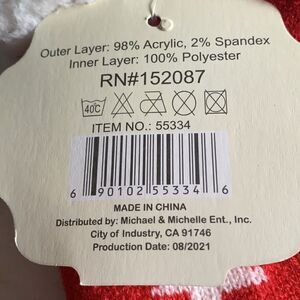 Outer Layer: 98% Acrylic, 2% Spandex
Inner Layer: 100% Polyester
RN#152087
40C
ITEM NO.: 55334
6 90102 55334 6
MADE IN CHINA
Distributed by: Michael & Michelle Ent., Inc.
City of Industry, CA 91746
Production Date: 08/2021